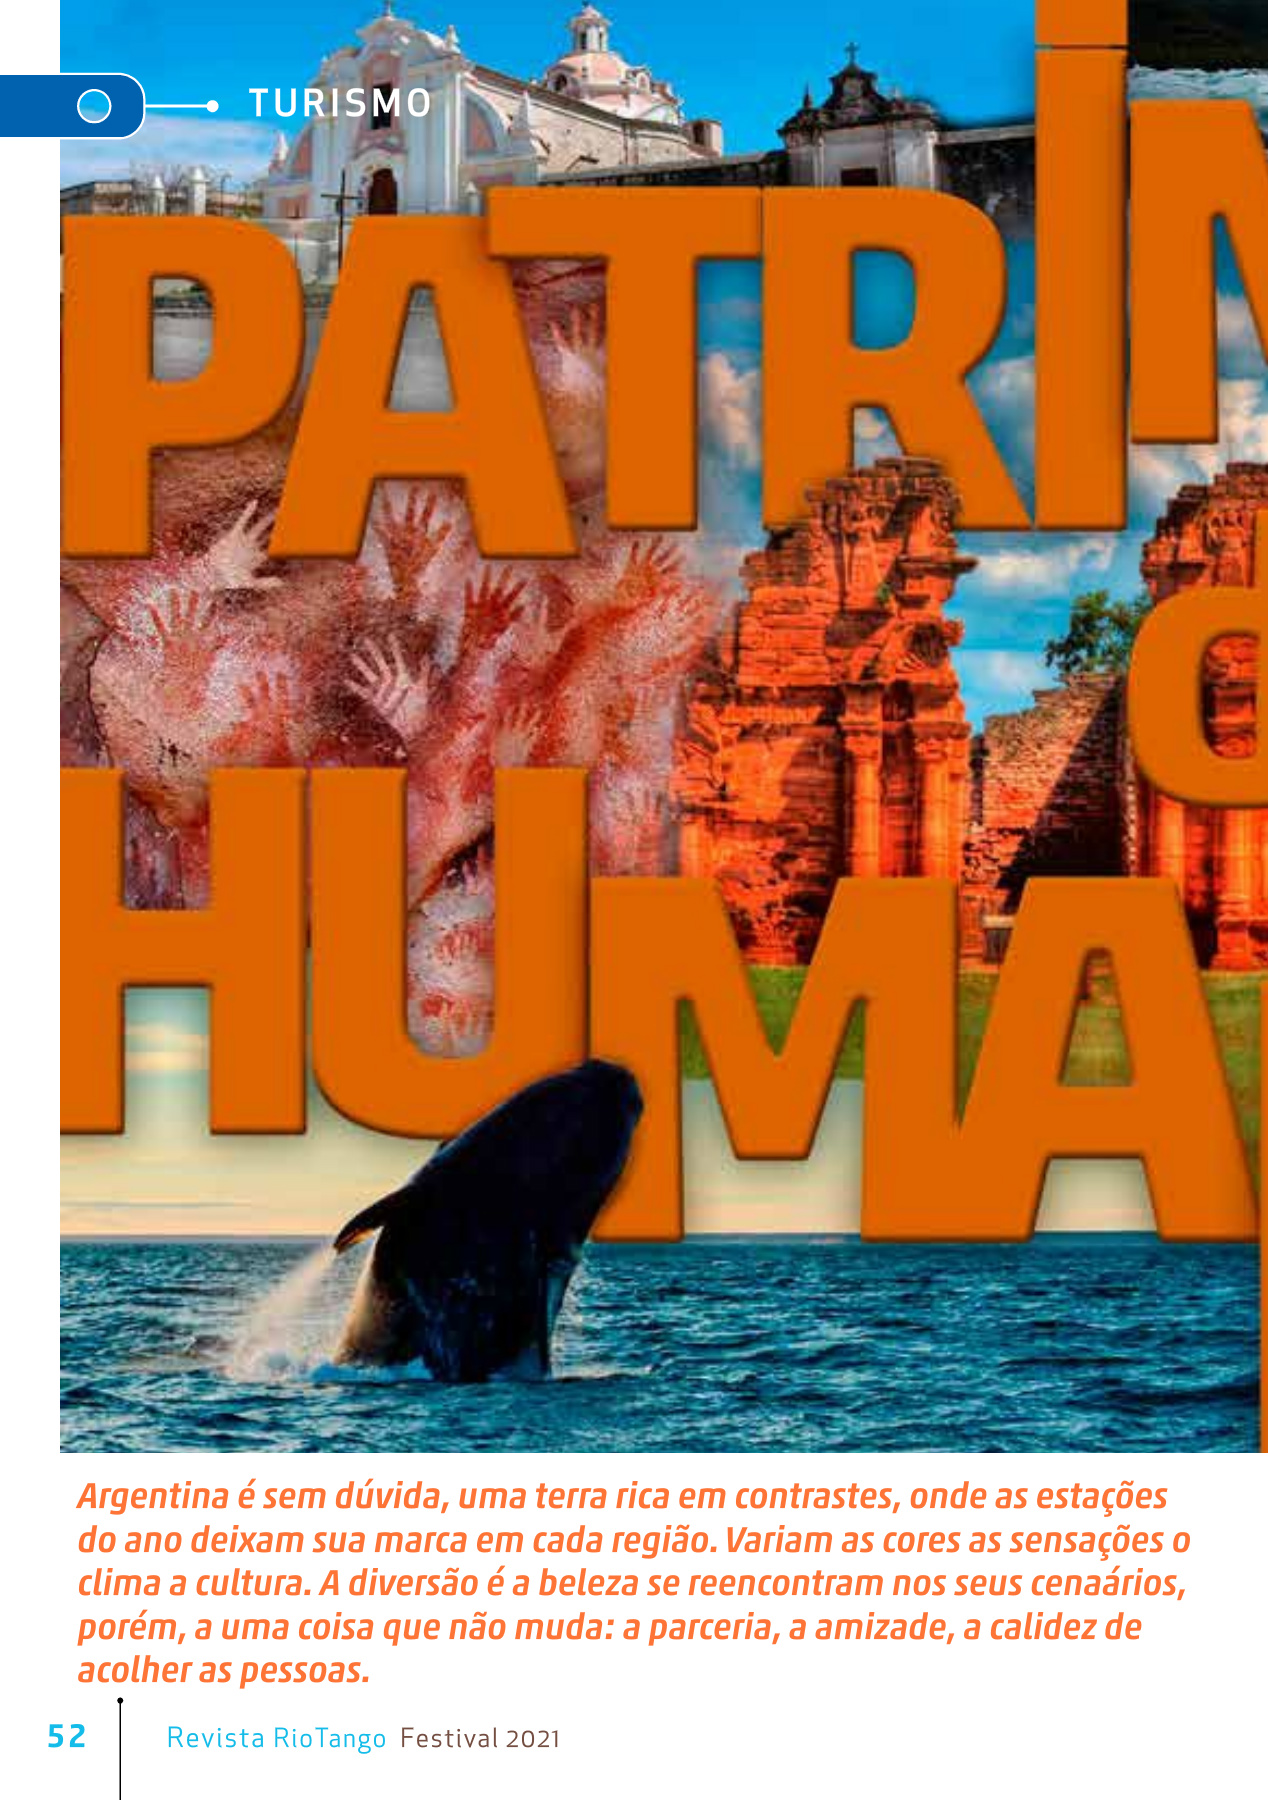 TURISMO
PATRIM
d
HUMA
Argentina é sem dúvida, uma terra rica em contrastes, onde as estações
do ano deixam sua marca em cada região. Variam as cores as sensações o
clima a cultura. A diversão é a beleza se reencontram nos seus cenaários,
porém, a uma coisa que não muda: a parceria, a amizade, a calidez de
acolher as pessoas.
52 Revista RioTango Festival 2021